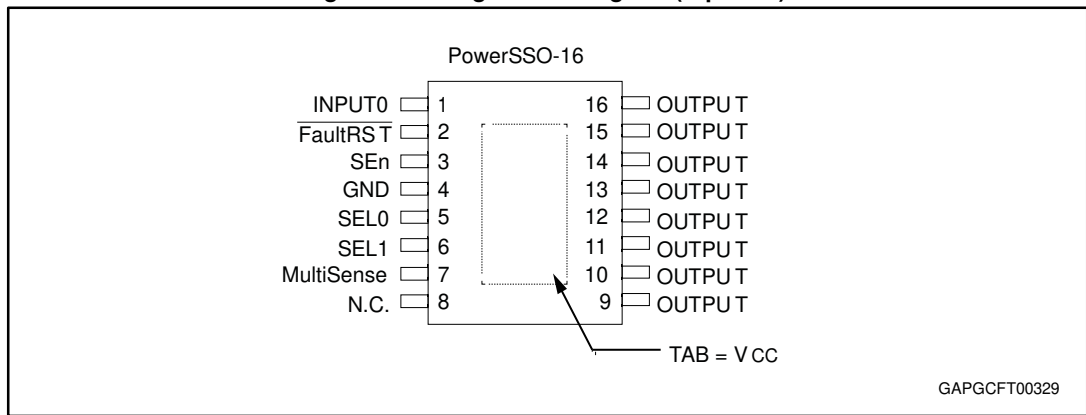 PowerSSO-16
INPUT0 1 16 OUTPUT
FaultRST 2 15 OUTPUT
SEn 3 14 OUTPUT
GND 4 13 OUTPUT
SEL0 5 12 OUTPUT
SEL1 6 11 OUTPUT
MultiSense 7 10 OUTPUT
N.C. 8 9 OUTPUT
TAB = VCC
GAPGCFT00329